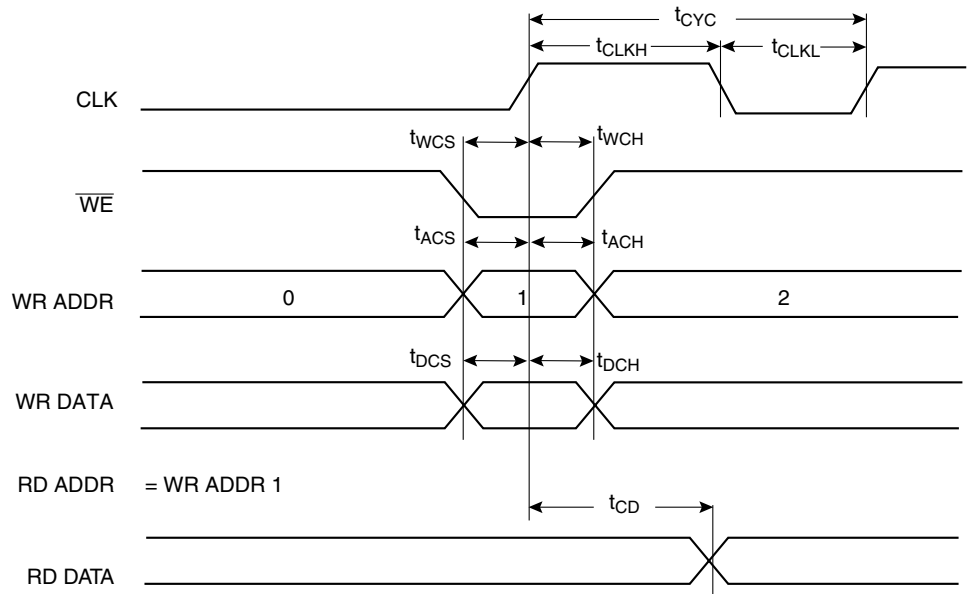 tCYC
tCLKH tCLKL
CLK
tWCS tWCH
WE
tACS tACH
WR ADDR 0 1 2
tDCS tDCH
WR DATA
RD ADDR = WR ADDR 1
tCD
RD DATA